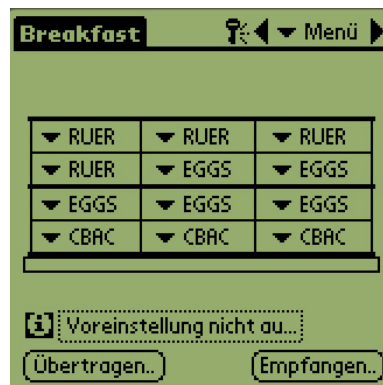 Breakfast Menü
RUER RUER RUER
RUER EGGS EGGS
EGGS EGGS EGGS
CBAC CBAC CBAC
Voreinstellung nicht au...
Übertragen.. Empfangen..